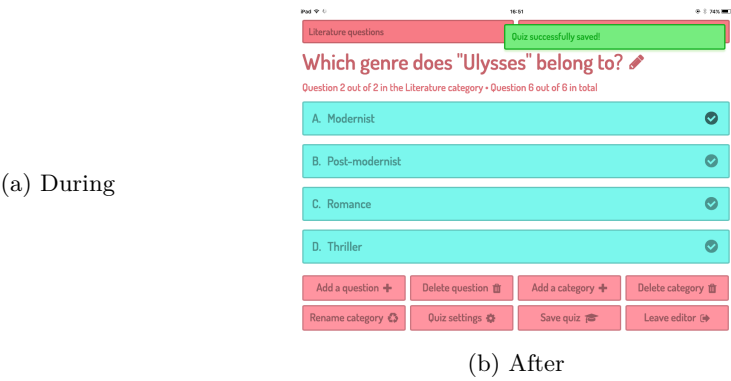 iPad
16:51
74%
Literature questions
Quiz successfully saved!
Which genre does "Ulysses" belong to?
Question 2 out of 2 in the Literature category • Question 6 out of 6 in total
A. Modernist
B. Post-modernist
C. Romance
D. Thriller
Add a question
Delete question
Add a category
Delete category
Rename category
Quiz settings
Save quiz
Leave editor
(a) During
(b) After